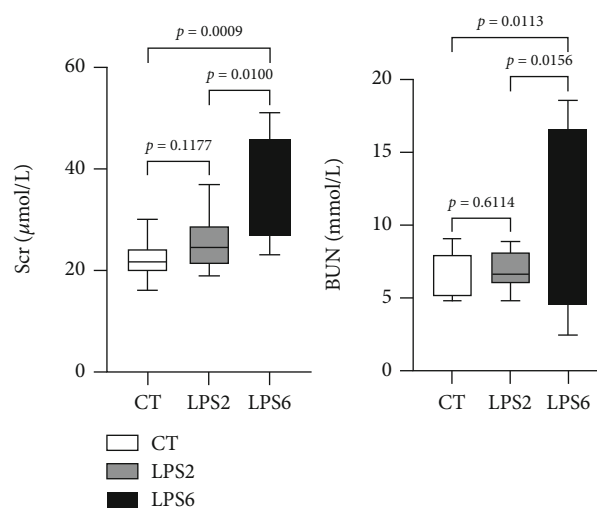 p = 0.0009
p = 0.0100
p = 0.1177
60
40
20
0
Scr (μmol/L)
CT LPS2 LPS6
p = 0.0113
p = 0.0156
p = 0.6114
20
15
10
5
0
BUN (mmol/L)
CT LPS2 LPS6
CT
LPS2
LPS6